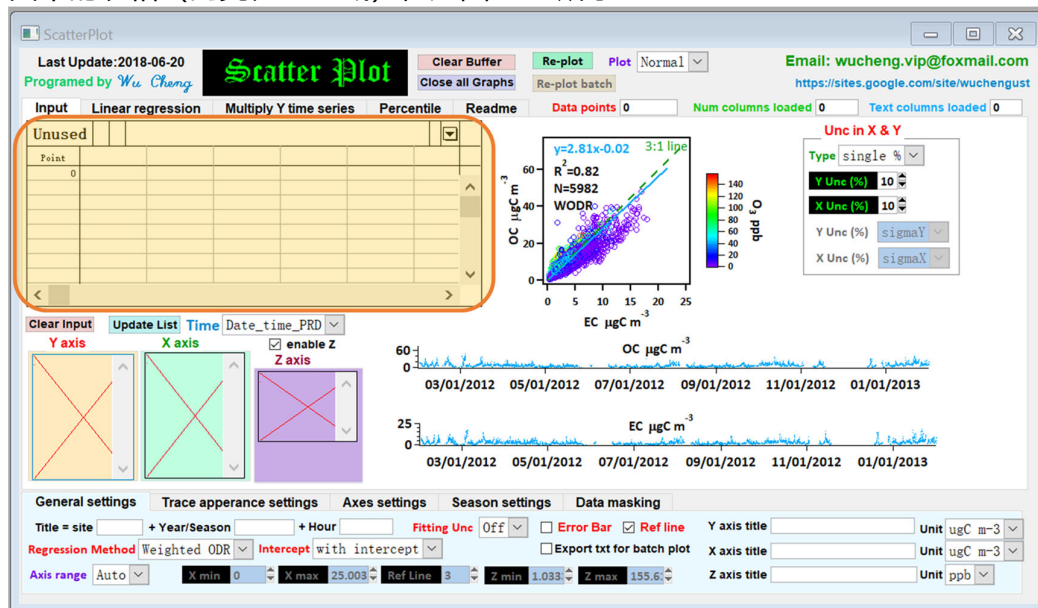 ScatterPlot
Last Update:2018-06-20
Programed by Wu Cheng
Scatter Plot
Clear Buffer
Close all Graphs
Re-plot Plot Normal
Re-plot batch
Email: wucheng.vip@foxmail.com
https://sites.google.com/site/wuchengust
Input Linear regression Multiply Y time series Percentile Readme
Data points 0 Num columns loaded 0 Text columns loaded 0
Unused
Point
0
y=2.81x-0.02 3:1 line
R2=0.82
N=5982
WODR
60
40
20
0
OC µgC m-3
0 5 10 15 20 25
EC µgC m-3
140
100
80
60
40
20
0
O3 ppb
Unc in X & Y
Type single %
Y Unc (%) 10
X Unc (%) 10
Y Unc (%) sigmaY
X Unc (%) sigmaX
Clear Input Update List Time Date_time_PRD
Y axis X axis enable Z
Z axis
OC µgC m-3
60
0
03/01/2012 05/01/2012 07/01/2012 09/01/2012 11/01/2012 01/01/2013
EC µgC m-3
25
0
03/01/2012 05/01/2012 07/01/2012 09/01/2012 11/01/2012 01/01/2013
General settings Trace apperance settings Axes settings Season settings Data masking
Title = site + Year/Season + Hour Fitting Unc Off Error Bar Ref line Y axis title Unit ugC m-3
Regression Method Weighted ODR Intercept with intercept Export txt for batch plot X axis title Unit ugC m-3
Axis range Auto X min 0 X max 25.003 Ref Line 3 Z min 1.033 Z max 155.6 Z axis title Unit ppb